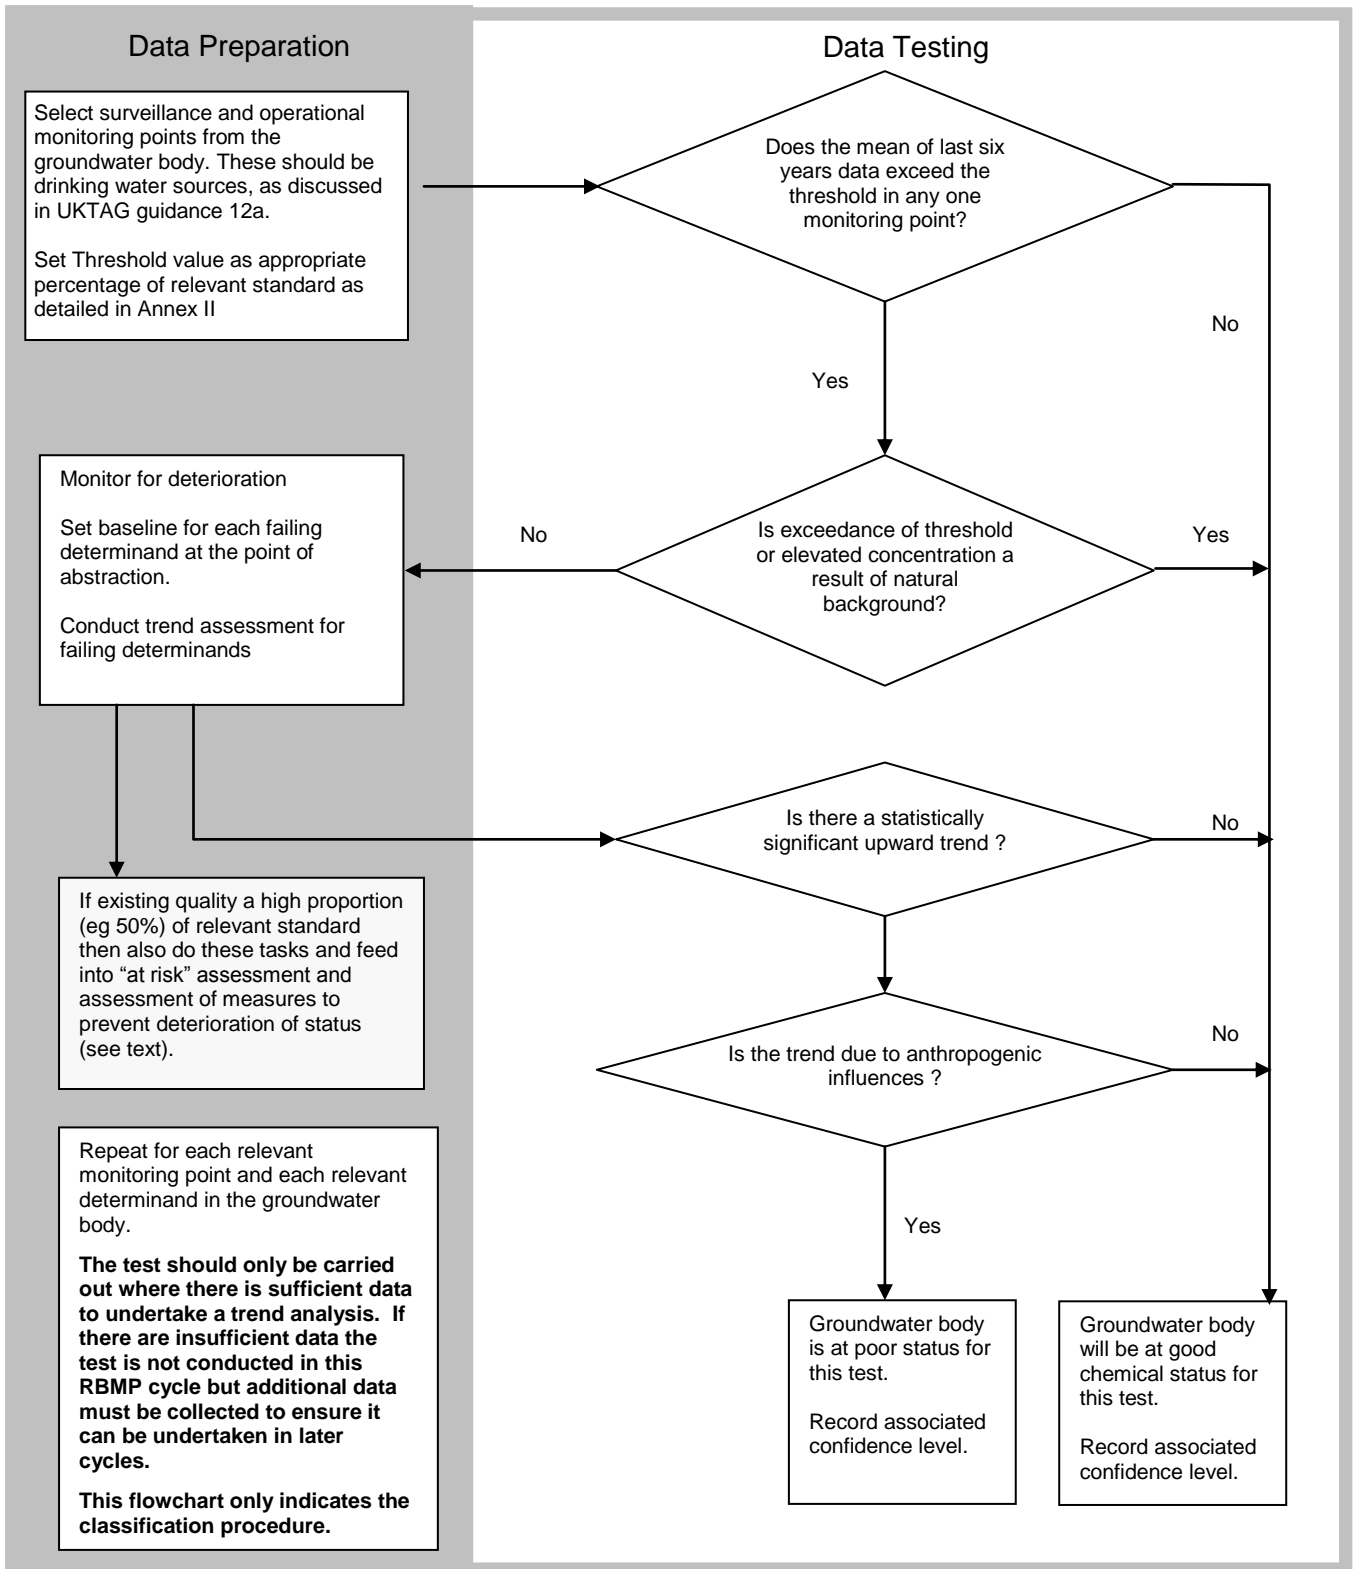 Data Preparation
Data Testing
Select surveillance and operational
monitoring points from the
groundwater body. These should be
drinking water sources, as discussed
in UKTAG guidance 12a.
Set Threshold value as appropriate
percentage of relevant standard as
detailed in Annex II
Does the mean of last six
years data exceed the
threshold in any one
monitoring point?
No
Yes
Monitor for deterioration
Set baseline for each failing
determinand at the point of
abstraction.
Conduct trend assessment for
failing determinands
No
Is exceedance of threshold
or elevated concentration a
result of natural
background?
Yes
Is there a statistically
significant upward trend ?
No
If existing quality a high proportion
(eg 50%) of relevant standard
then also do these tasks and feed
into “at risk” assessment and
assessment of measures to
prevent deterioration of status
(see text).
Is the trend due to anthropogenic
influences ?
No
Yes
Repeat for each relevant
monitoring point and each relevant
determinand in the groundwater
body.
The test should only be carried
out where there is sufficient data
to undertake a trend analysis.  If
there are insufficient data the
test is not conducted in this
RBMP cycle but additional data
must be collected to ensure it
can be undertaken in later
cycles.
This flowchart only indicates the
classification procedure.
Groundwater body
is at poor status for
this test.
Record associated
confidence level.
Groundwater body
will be at good
chemical status for
this test.
Record associated
confidence level.